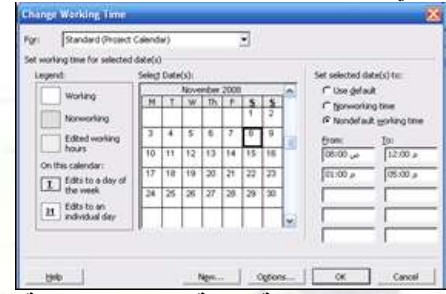 Change Working Time
For: Standard (Project Calendar)
Set working time for selected date(s)
Legend:
Working
Nonworking
Edited working hours
On this calendar:
T Edits to a day of the week
31 Edits to an individual day
Select Date(s):
November 2008
M T W Th F S S
1 2
3 4 5 6 7 8 9
10 11 12 13 14 15 16
17 18 19 20 21 22 23
24 25 26 27 28 29 30
Set selected date(s) to:
Use default
Nonworking time
Nondefault working time
From: To:
08:00 ص 12:00 م
01:00 م 05:00 م
Help New... Options... OK Cancel